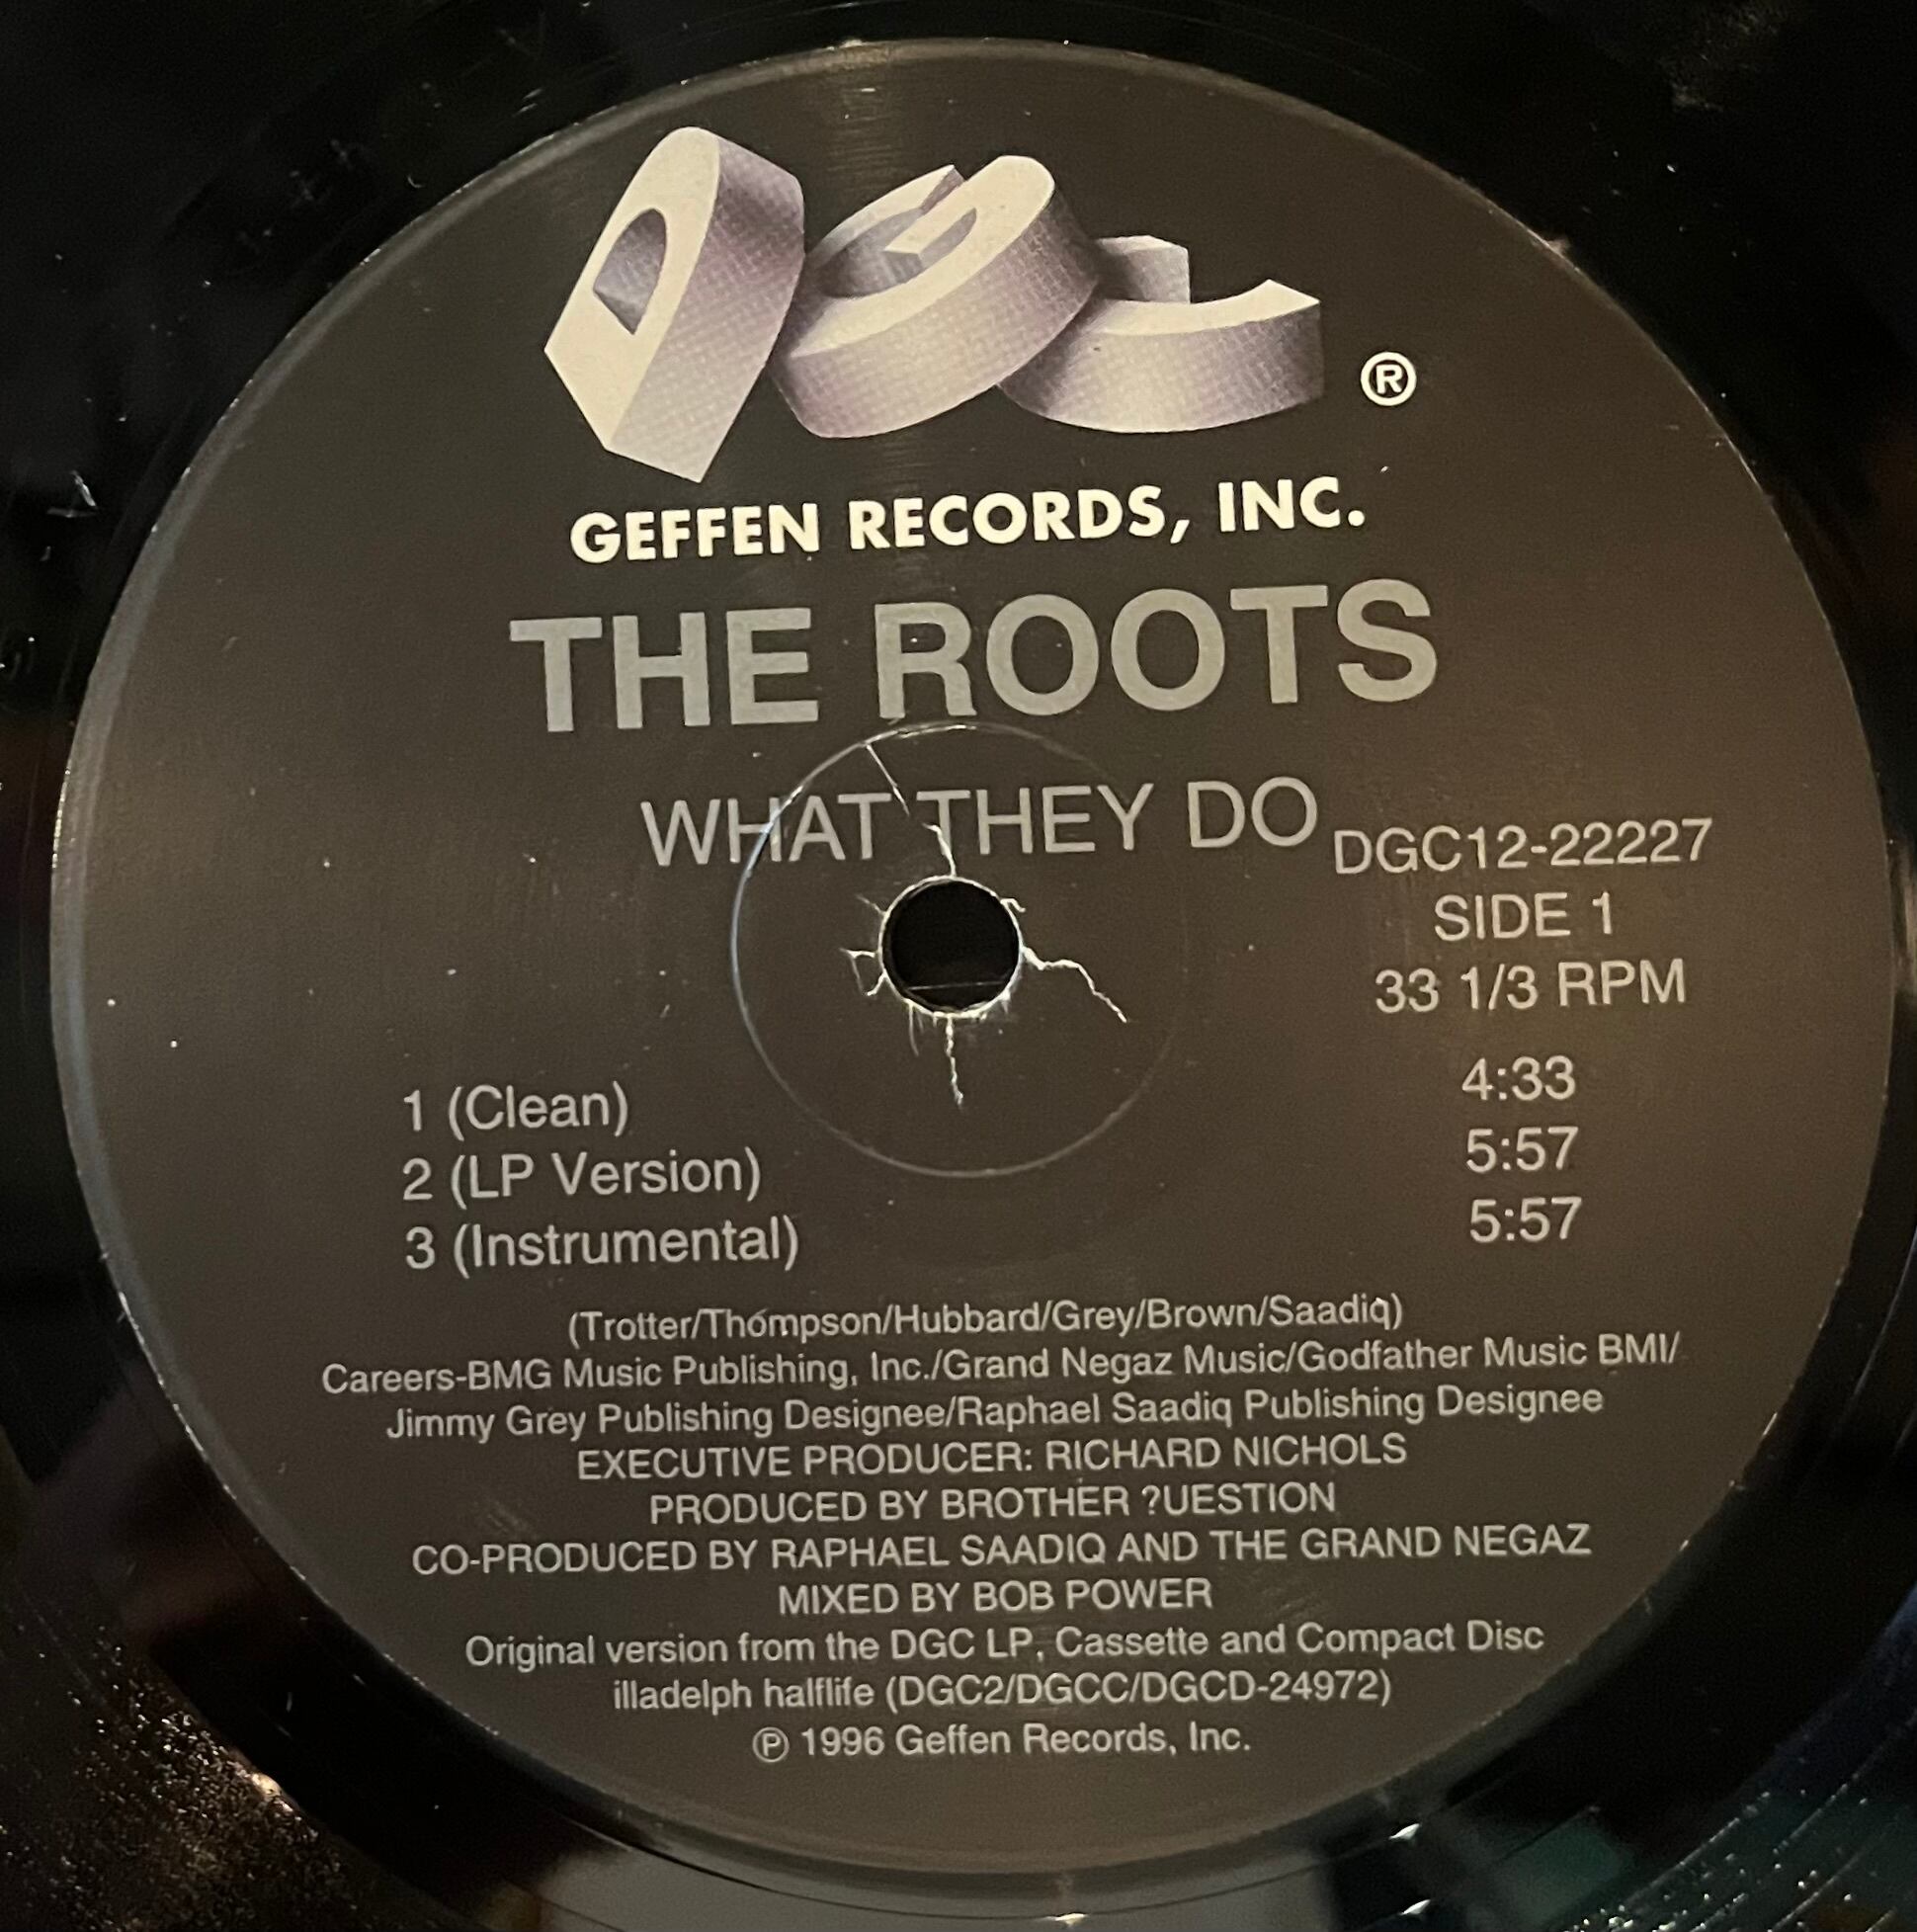 DGC ®
GEFFEN RECORDS, INC.
THE ROOTS
WHAT THEY DO
DGC12-22227
SIDE 1
33 1/3 RPM
1 (Clean) 4:33
2 (LP Version) 5:57
3 (Instrumental) 5:57
(Trotter/Thompson/Hubbard/Grey/Brown/Saadiq)
Careers-BMG Music Publishing, Inc./Grand Negaz Music/Godfather Music BMI/
Jimmy Grey Publishing Designee/Raphael Saadiq Publishing Designee
EXECUTIVE PRODUCER: RICHARD NICHOLS
PRODUCED BY BROTHER ?UESTION
CO-PRODUCED BY RAPHAEL SAADIQ AND THE GRAND NEGAZ
MIXED BY BOB POWER
Original version from the DGC LP, Cassette and Compact Disc
illadelph halflife (DGC2/DGCC/DGCD-24972)
℗ 1996 Geffen Records, Inc.